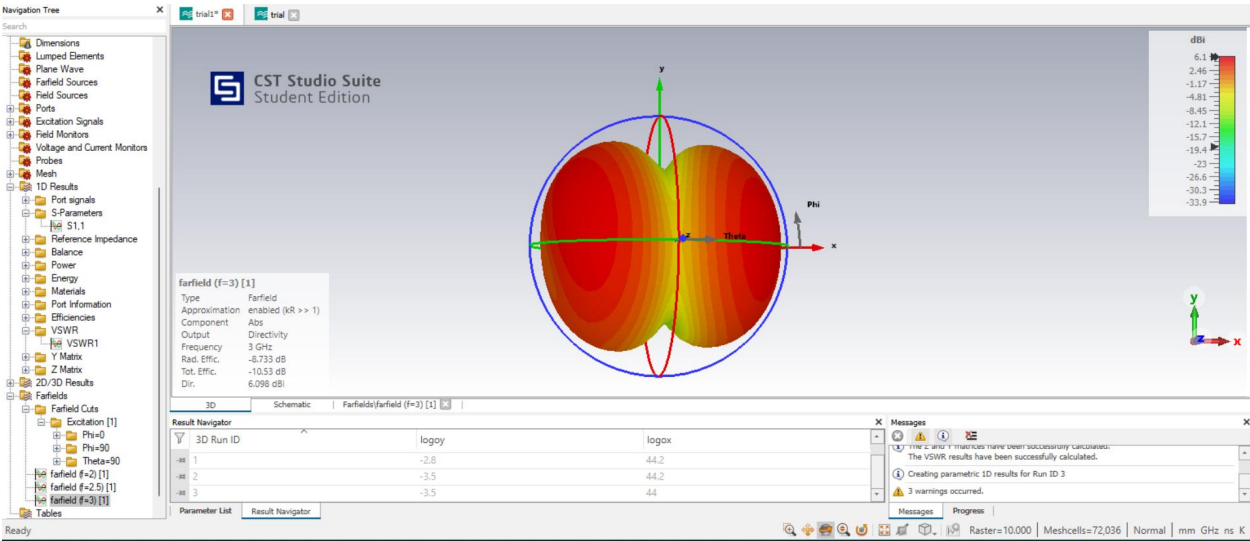 Navigation Tree
Search
Dimensions
Lumped Elements
Plane Wave
Farfield Sources
Field Sources
Ports
Excitation Signals
Field Monitors
Voltage and Current Monitors
Probes
Mesh
1D Results
Port signals
S-Parameters
S1,1
Reference Impedance
Balance
Power
Energy
Materials
Port Information
Efficiencies
VSWR
VSWR1
Y Matrix
Z Matrix
2D/3D Results
Farfields
Farfield Cuts
Excitation [1]
Phi=0
Phi=90
Theta=90
farfield (f=2) [1]
farfield (f=2.5) [1]
farfield (f=3) [1]
Tables
trial1*
trial
CST Studio Suite
Student Edition
y
Phi
z
Theta
x
dBi
6.1
2.46
-1.17
-4.81
-8.45
-12.1
-15.7
-19.4
-23
-26.6
-30.3
-33.9
farfield (f=3) [1]
Type Farfield
Approximation enabled (kR >> 1)
Component Abs
Output Directivity
Frequency 3 GHz
Rad. Effic. -8.733 dB
Tot. Effic. -10.53 dB
Dir. 6.098 dBi
y
z
x
3D Schematic Farfields\farfield (f=3) [1]
Result Navigator
3D Run ID logoy logox
1 -2.8 44.2
2 -3.5 44.2
3 -3.5 44
Parameter List Result Navigator
Messages
The Z and Y matrices have been successfully calculated.
The VSWR results have been successfully calculated.
Creating parametric 1D results for Run ID 3
3 warnings occurred.
Messages Progress
Ready
Raster=10.000 Meshcells=72,036 Normal mm GHz ns K